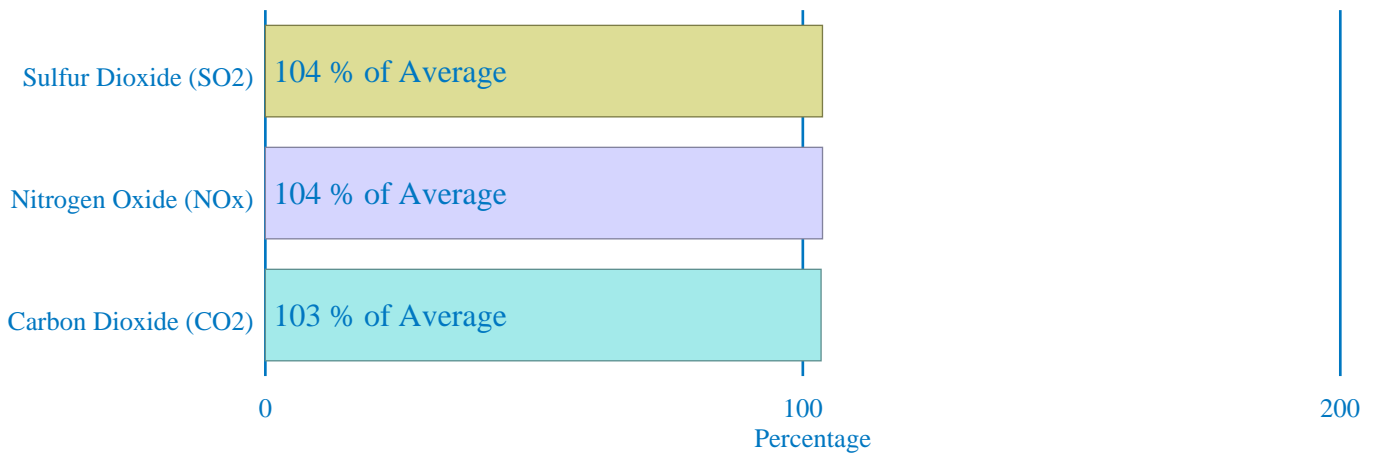 Sulfur Dioxide (SO2)
104 % of Average
Nitrogen Oxide (NOx)
104 % of Average
Carbon Dioxide (CO2)
103 % of Average
0 100 200
Percentage